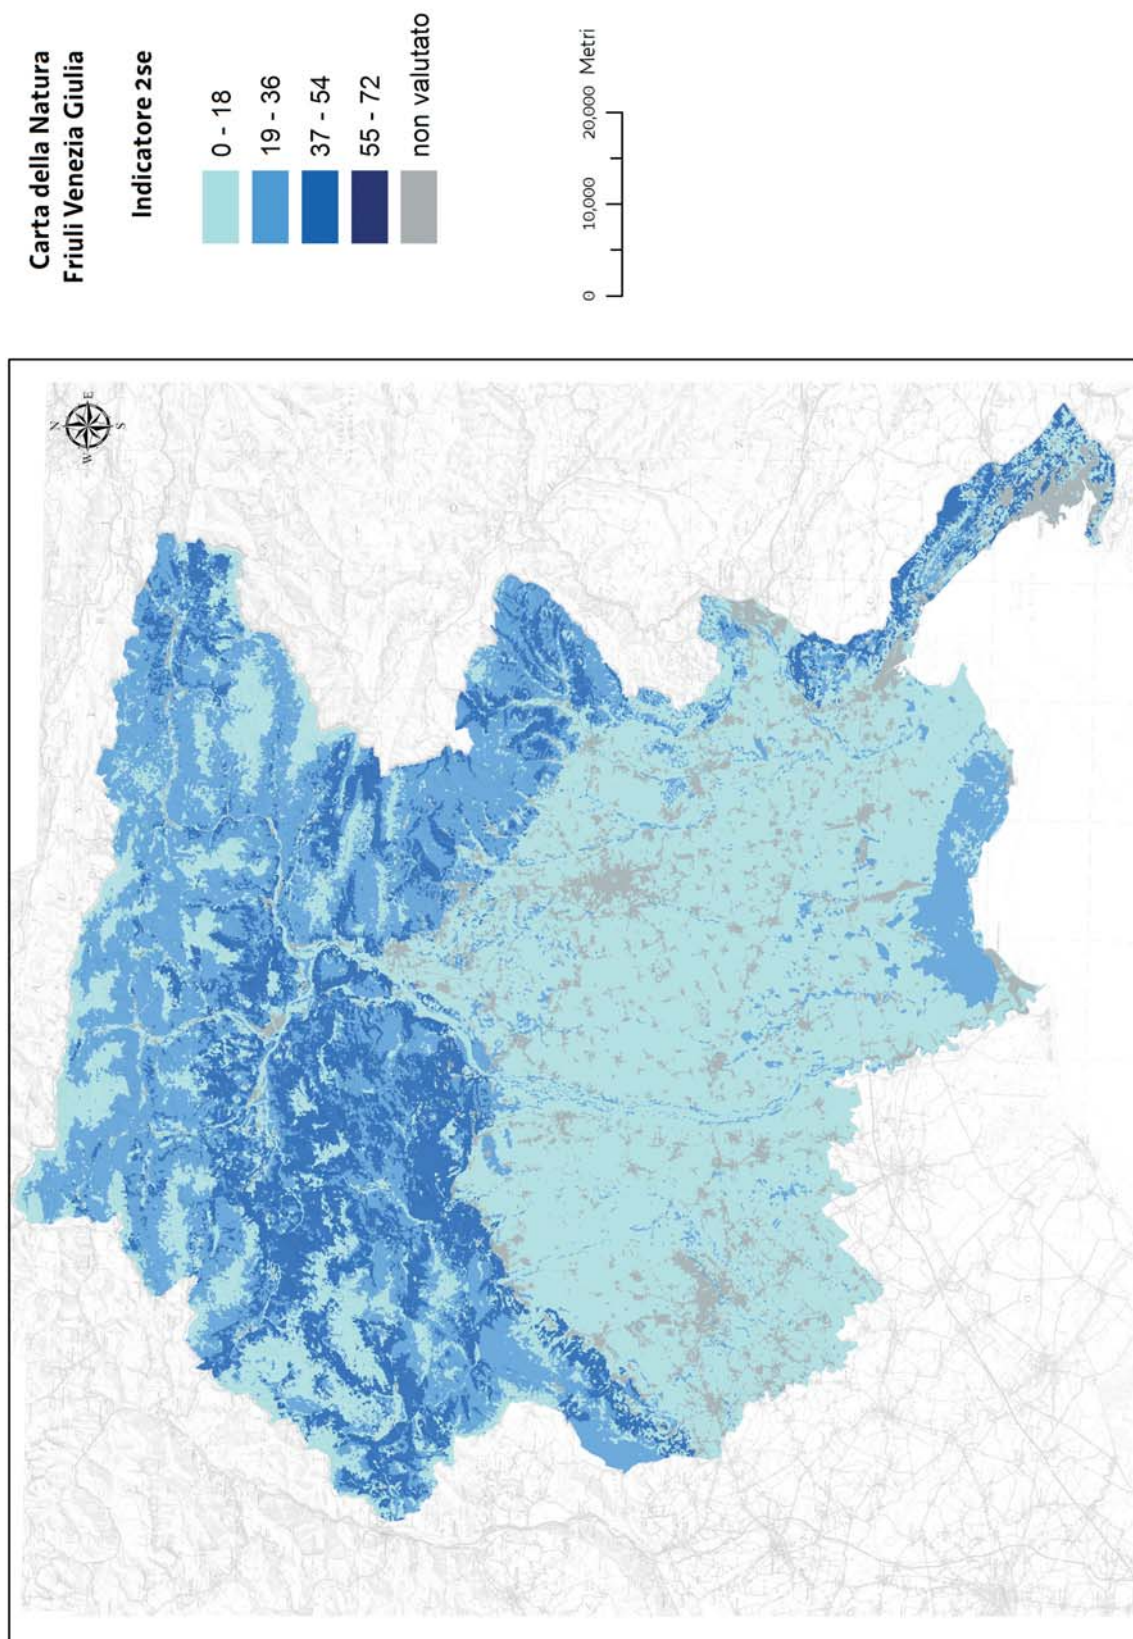 Carta della Natura
Friuli Venezia Giulia
Indicatore 2se
0 - 18
19 - 36
37 - 54
55 - 72
non valutato
0 10,000 20,000 Metri
N
W E
S